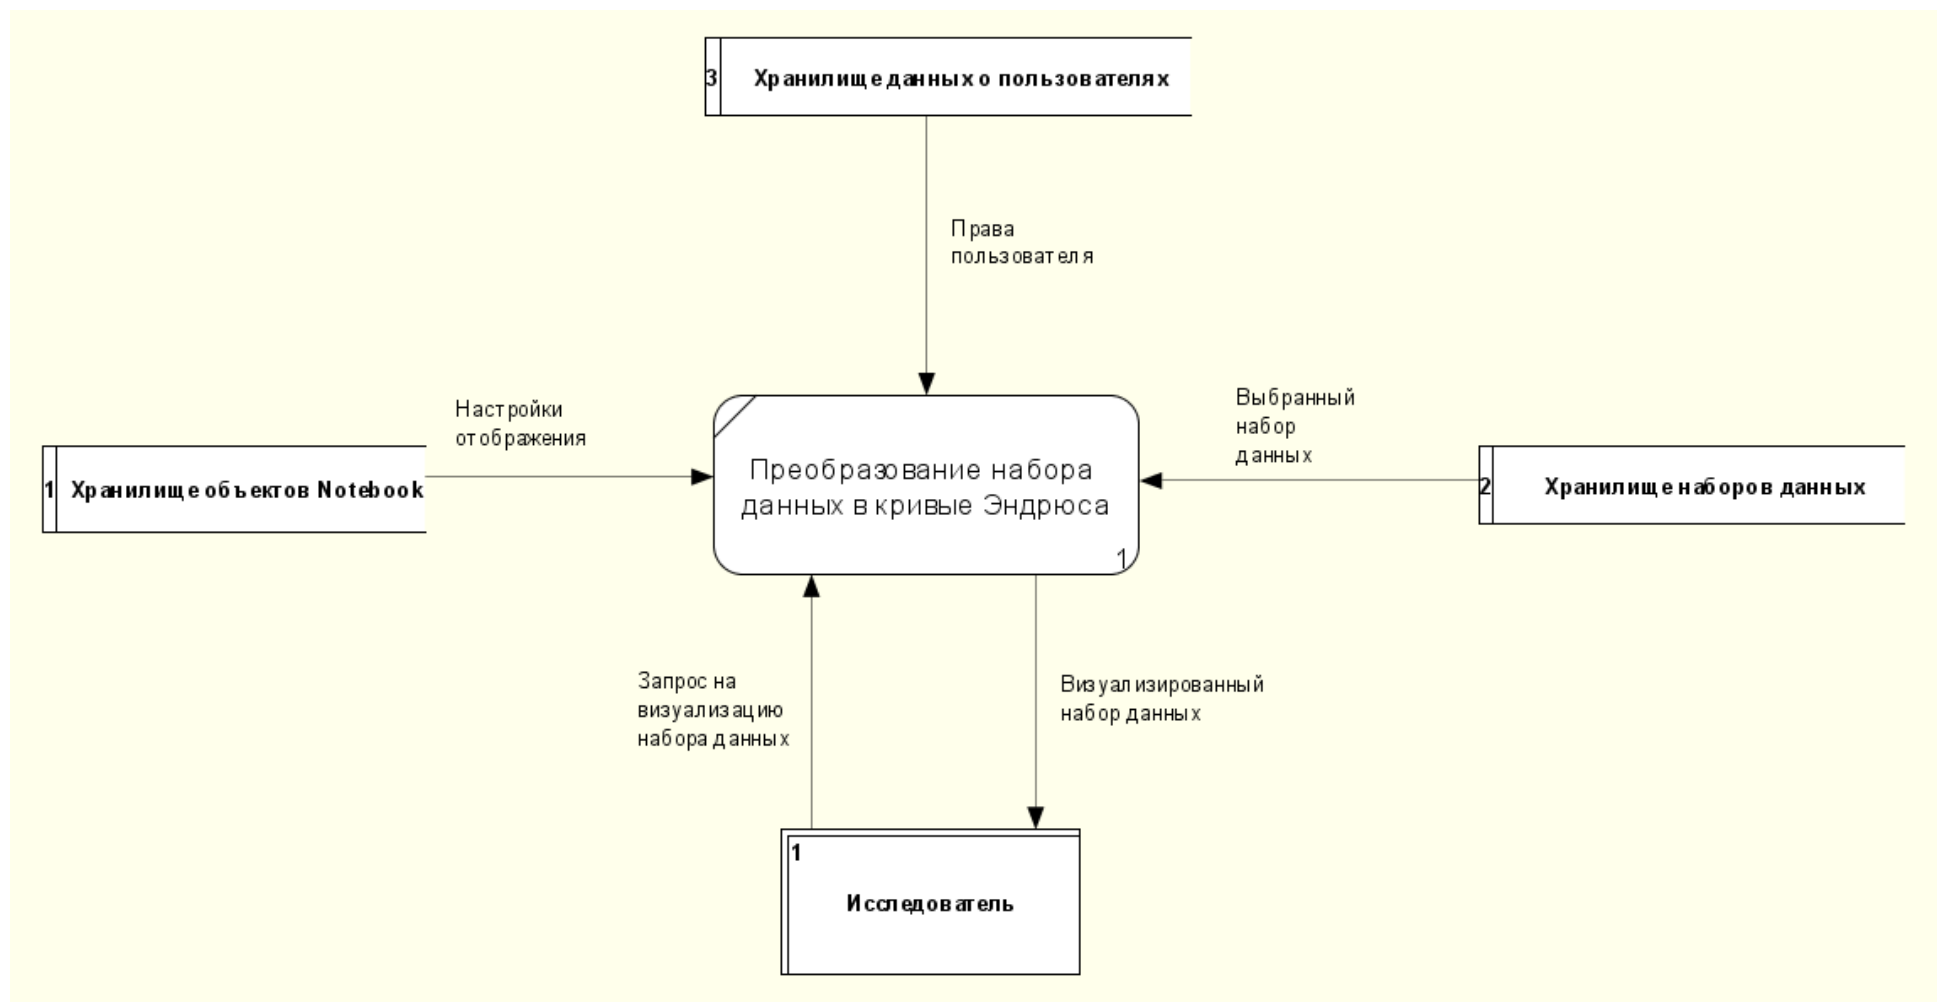 3 Хранилище данных о пользователях
Права
пользователя
Настройки
отображения
1 Хранилище объектов Notebook
Преобразование набора
данных в кривые Эндрюса
1
Выбранный
набор
данных
2 Хранилище наборов данных
Запрос на
визуализацию
набора данных
Визуализированный
набор данных
1
Исследователь